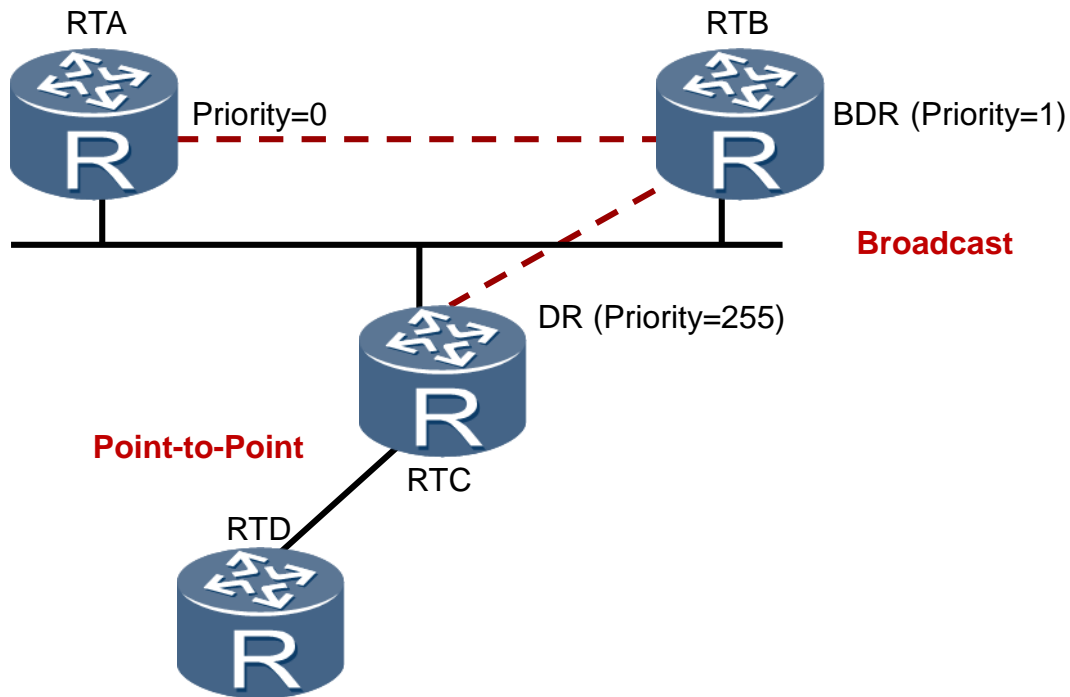 RTA
RTB
Priority=0
BDR (Priority=1)
R
R
Broadcast
DR (Priority=255)
R
Point-to-Point
RTC
RTD
R